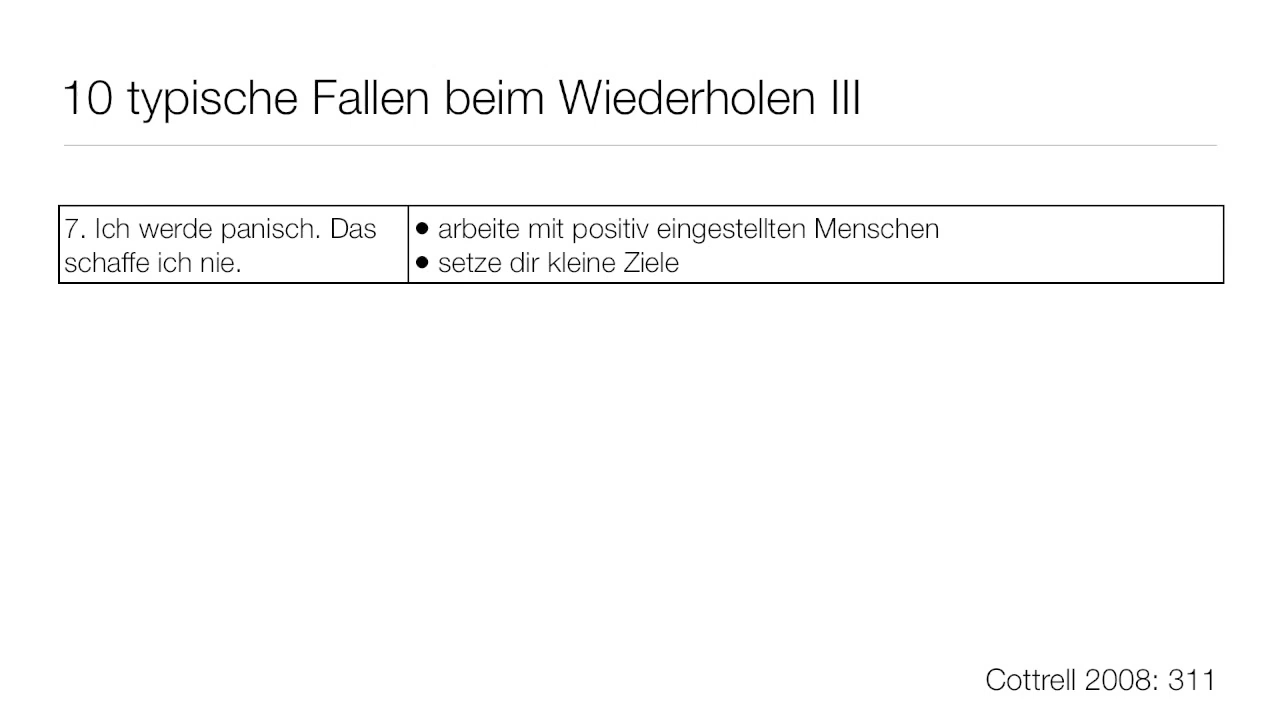 10 typische Fallen beim Wiederholen III
7. Ich werde panisch. Das
schaffe ich nie.
● arbeite mit positiv eingestellten Menschen
● setze dir kleine Ziele
Cottrell 2008: 311